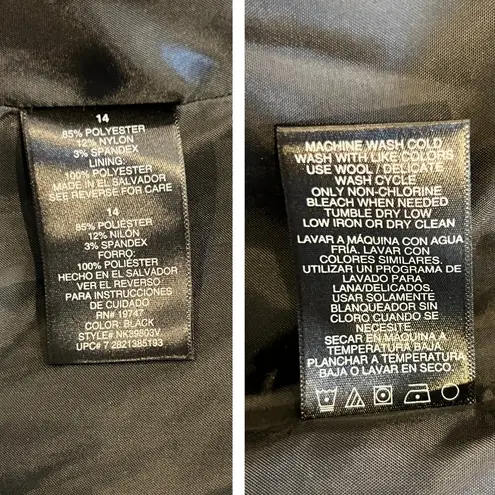 14
85% POLYESTER
12% NYLON
3% SPANDEX
LINING:
100% POLYESTER
MADE IN EL SALVADOR
SEE REVERSE FOR CARE
14
85% POLIÉSTER
12% NILÓN
3% SPANDEX
FORRO:
100% POLIÉSTER
HECHO EN EL SALVADOR
VER EL REVERSO
PARA INSTRUCCIONES
DE CUIDADO
RN# 19747
COLOR: BLACK
STYLE#: NK39803V
UPC# 7 2821385193
MACHINE WASH COLD
WASH WITH LIKE COLORS
USE WOOL / DELICATE
WASH CYCLE
ONLY NON-CHLORINE
BLEACH WHEN NEEDED
TUMBLE DRY LOW
LOW IRON OR DRY CLEAN
LAVAR A MÁQUINA CON AGUA
FRÍA. LAVAR CON
COLORES SIMILARES.
UTILIZAR UN PROGRAMA DE
LAVADO PARA
LANA/DELICADOS.
USAR SOLAMENTE
BLANQUEADOR SIN
CLORO CUANDO SE
NECESITE
SECAR EN MÁQUINA A
TEMPERATURA BAJA.
PLANCHAR A TEMPERATURA
BAJA O LAVAR EN SECO.